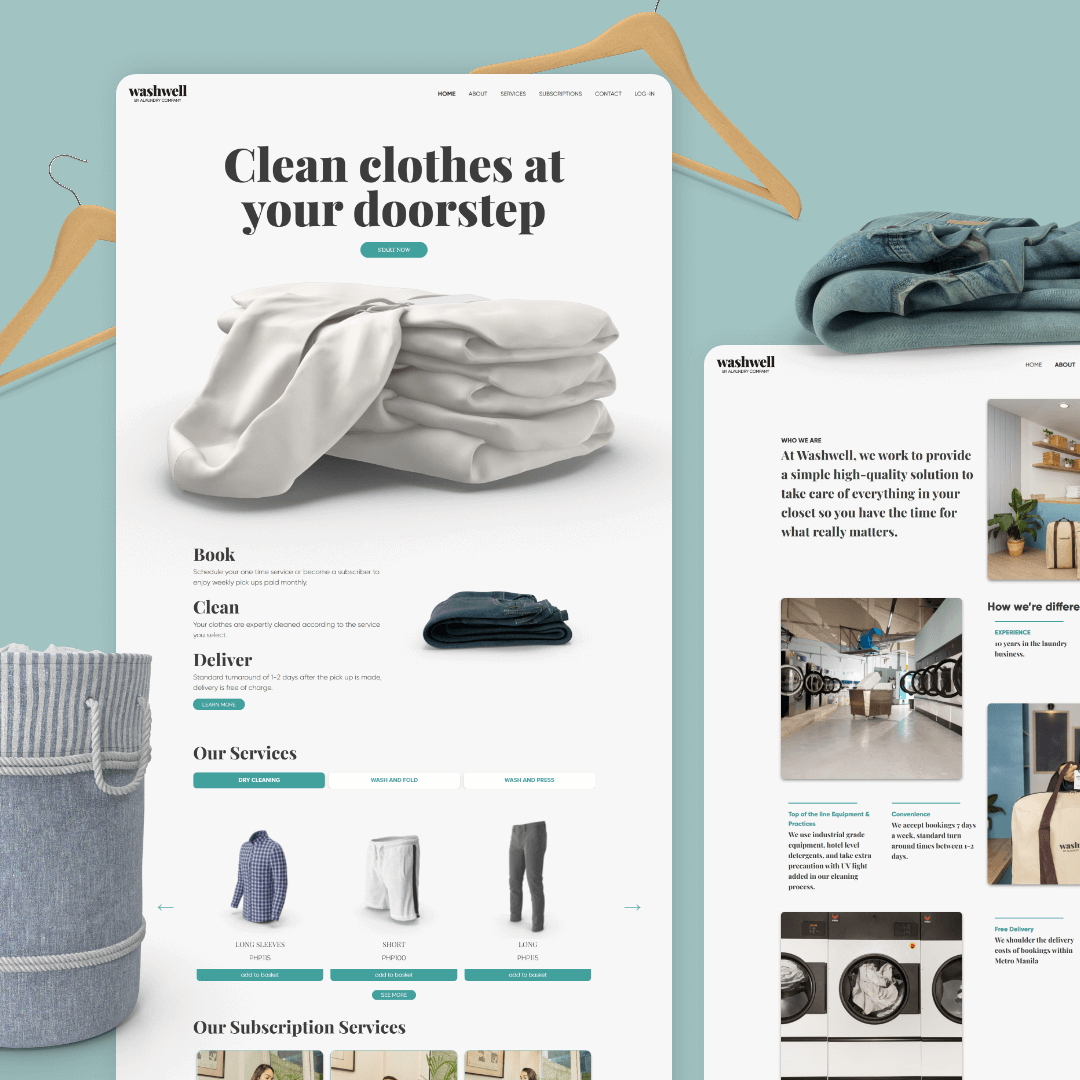 washwell
BY A LAUNDRY COMPANY
HOME ABOUT SERVICES SUBSCRIPTIONS CONTACT LOG-IN
Clean clothes at
your doorstep
START NOW
Book
Schedule your one time service or become a subscriber to
enjoy weekly pick ups paid monthly.
Clean
Your clothes are expertly cleaned according to the service
you select.
Deliver
Standard turnaround of 1-2 days after the pick up is made,
delivery is free of charge.
LEARN MORE
Our Services
DRY CLEANING WASH AND FOLD WASH AND PRESS
LONG SLEEVES SHORT LONG
PHP115 PHP100 PHP115
add to basket add to basket add to basket
SEE MORE
Our Subscription Services
washwell
BY A LAUNDRY COMPANY
HOME ABOUT
WHO WE ARE
At Washwell, we work to provide
a simple high-quality solution to
take care of everything in your
closet so you have the time for
what really matters.
How we're differe
EXPERIENCE
10 years in the laundry
business.
Top of the line Equipment &
Practices
We use industrial grade
equipment, hotel level
detergents, and take extra
precaution with UV light
added in our cleaning
process.
Convenience
We accept bookings 7 days
a week, standard turn
around times between 1-2
days.
wash
Free Delivery
We shoulder the delivery
costs of bookings within
Metro Manila